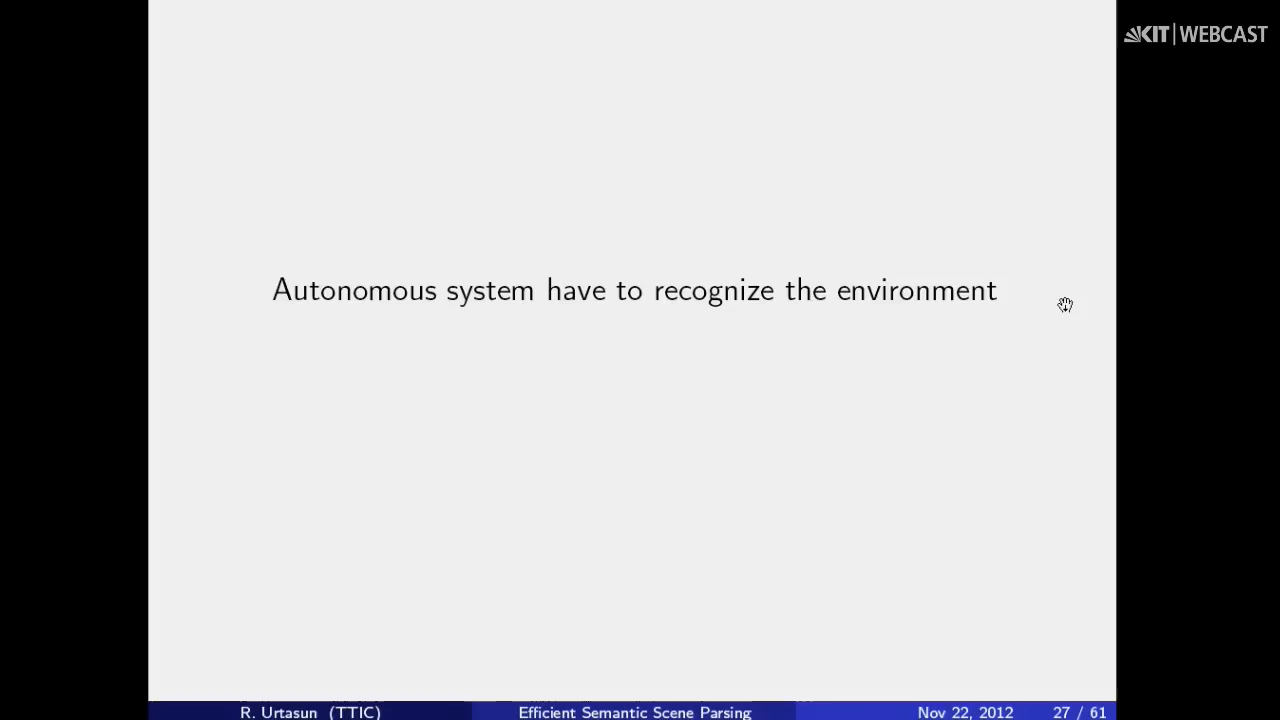 KIT | WEBCAST
Autonomous system have to recognize the environment
R. Urtasun (TTIC) Efficient Semantic Scene Parsing Nov 22, 2012 27 / 61